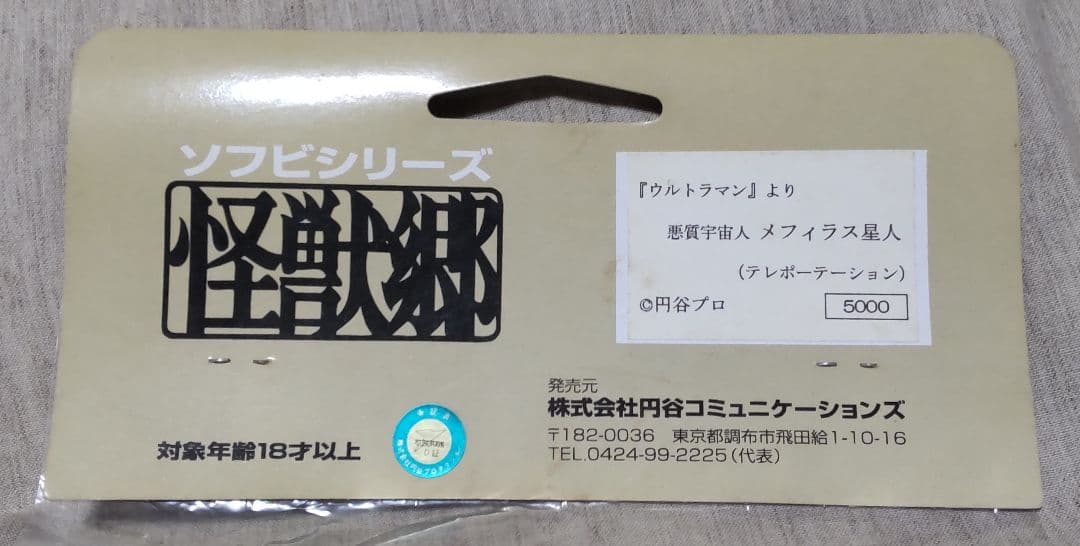 ソフビシリーズ
怪獣郷
『ウルトラマン』より
悪質宇宙人 メフィラス星人
(テレポーテーション)
©円谷プロ 5000
発売元
株式会社円谷コミュニケーションズ
〒182-0036 東京都調布市飛田給1-10-16
TEL.0424-99-2225(代表)
対象年齢18才以上